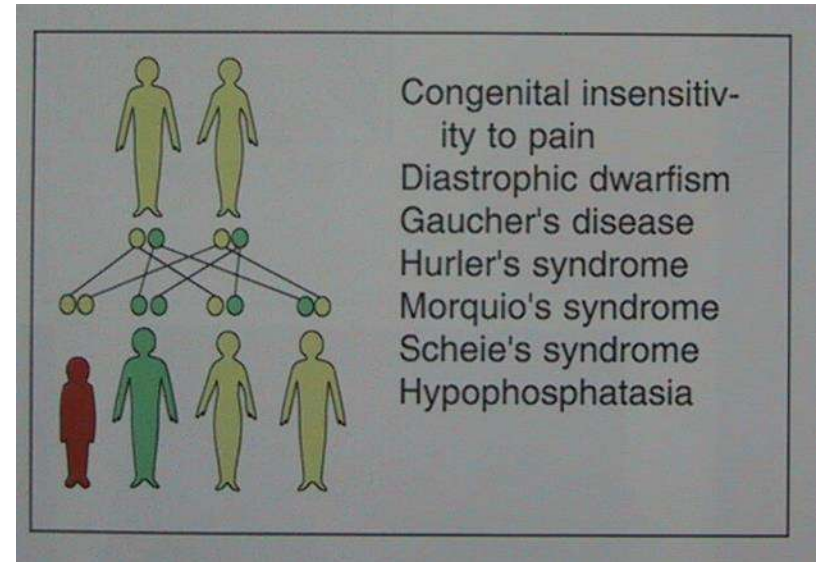 Congenital insensitiv-
ity to pain
Diastrophic dwarfism
Gaucher's disease
Hurler's syndrome
Morquio's syndrome
Scheie's syndrome
Hypophosphatasia